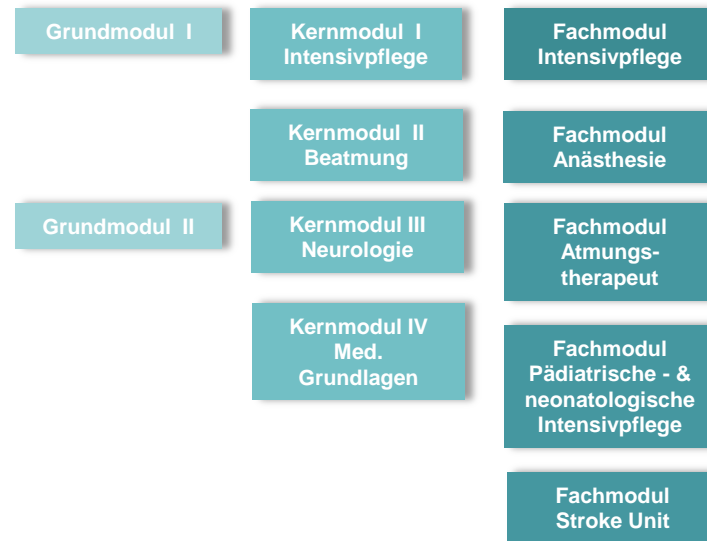 Grundmodul I
Grundmodul II
Kernmodul I
Intensivpflege
Kernmodul II
Beatmung
Kernmodul III
Neurologie
Kernmodul IV
Med.
Grundlagen
Fachmodul
Intensivpflege
Fachmodul
Anästhesie
Fachmodul
Atmungs-
therapeut
Fachmodul
Pädiatrische - &
neonatologische
Intensivpflege
Fachmodul
Stroke Unit